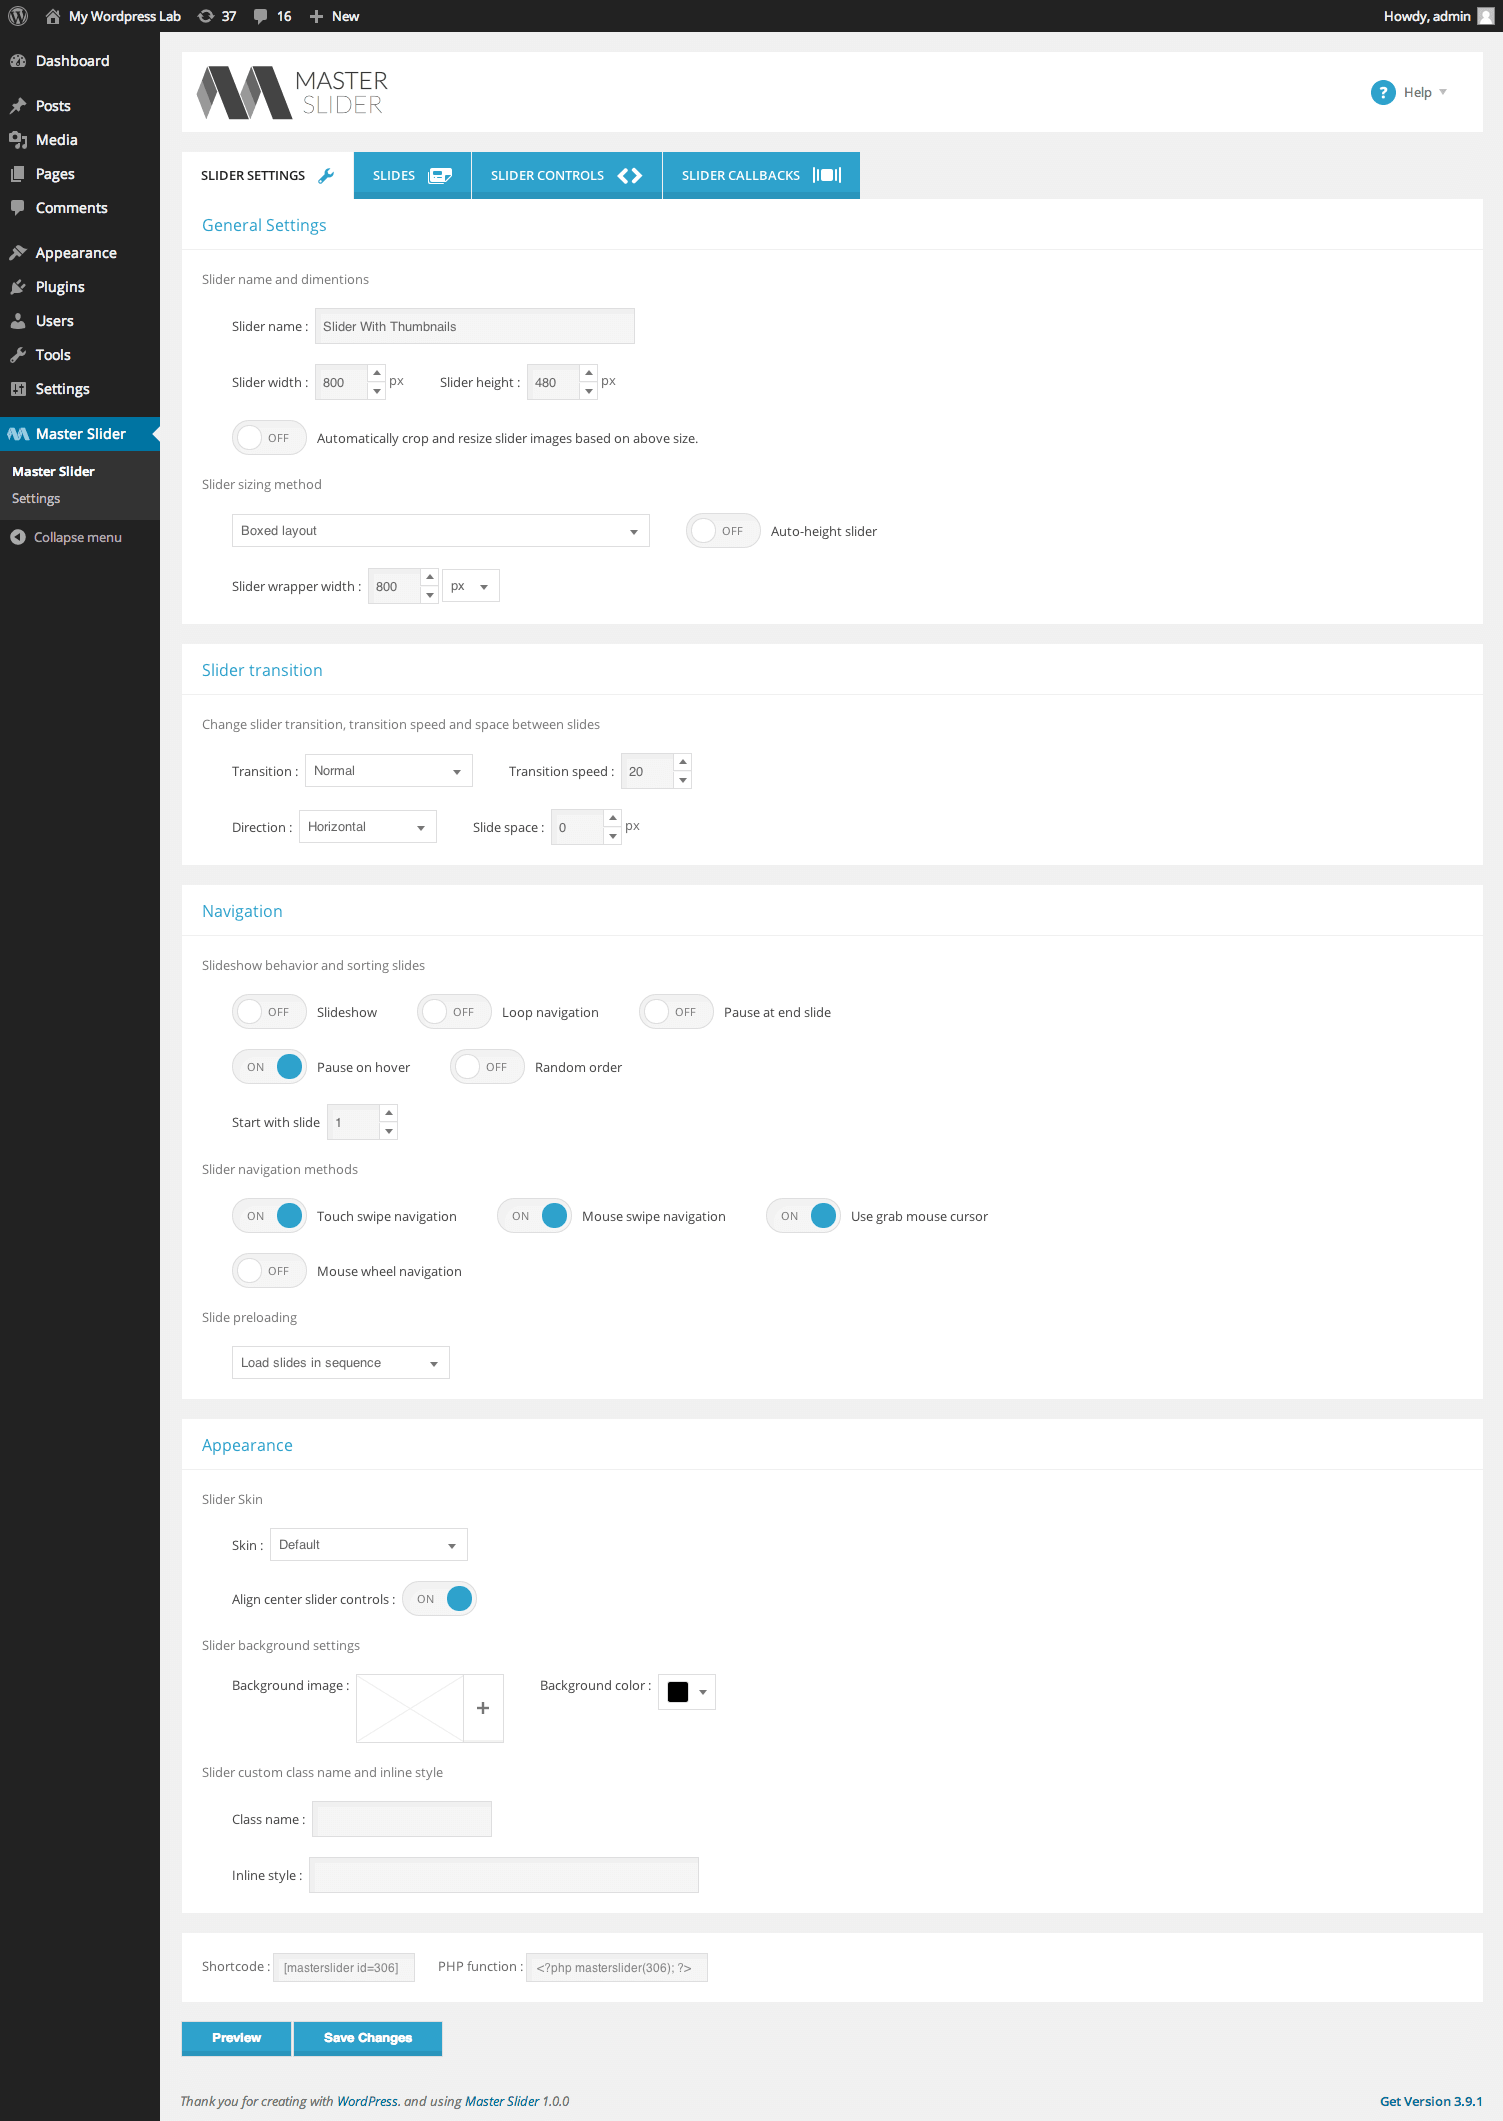 My Wordpress Lab 37 16 New Howdy, admin
Dashboard
Posts
Media
Pages
Comments
Appearance
Plugins
Users
Tools
Settings
Master Slider
Master Slider
Settings
Collapse menu
MASTER
SLIDER
? Help
SLIDER SETTINGS SLIDES SLIDER CONTROLS SLIDER CALLBACKS
General Settings
Slider name and dimentions
Slider name : Slider With Thumbnails
Slider width : 800 px Slider height : 480 px
OFF Automatically crop and resize slider images based on above size.
Slider sizing method
Boxed layout OFF Auto-height slider
Slider wrapper width : 800 px
Slider transition
Change slider transition, transition speed and space between slides
Transition : Normal Transition speed : 20
Direction : Horizontal Slide space : 0 px
Navigation
Slideshow behavior and sorting slides
OFF Slideshow OFF Loop navigation OFF Pause at end slide
ON Pause on hover OFF Random order
Start with slide 1
Slider navigation methods
ON Touch swipe navigation ON Mouse swipe navigation ON Use grab mouse cursor
OFF Mouse wheel navigation
Slide preloading
Load slides in sequence
Appearance
Slider Skin
Skin : Default
Align center slider controls : ON
Slider background settings
Background image : + Background color :
Slider custom class name and inline style
Class name :
Inline style :
Shortcode : [masterslider id=306] PHP function : <?php masterslider(306); ?>
Preview Save Changes
Thank you for creating with WordPress. and using Master Slider 1.0.0 Get Version 3.9.1